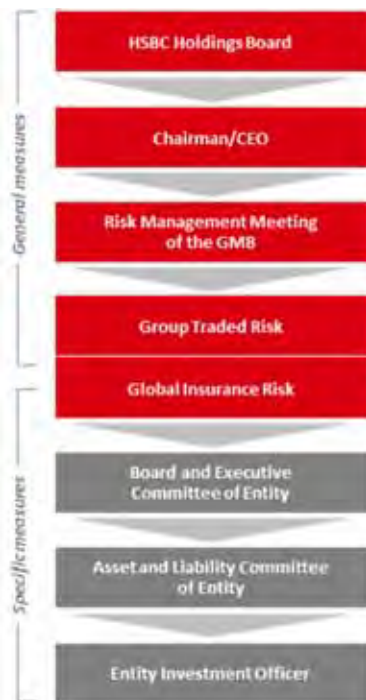 General measures
HSBC Holdings Board
Chairman/CEO
Risk Management Meeting
of the GMB
Group Traded Risk
Specific measures
Global Insurance Risk
Board and Executive
Committee of Entity
Asset and Liability Committee
of Entity
Entity Investment Officer